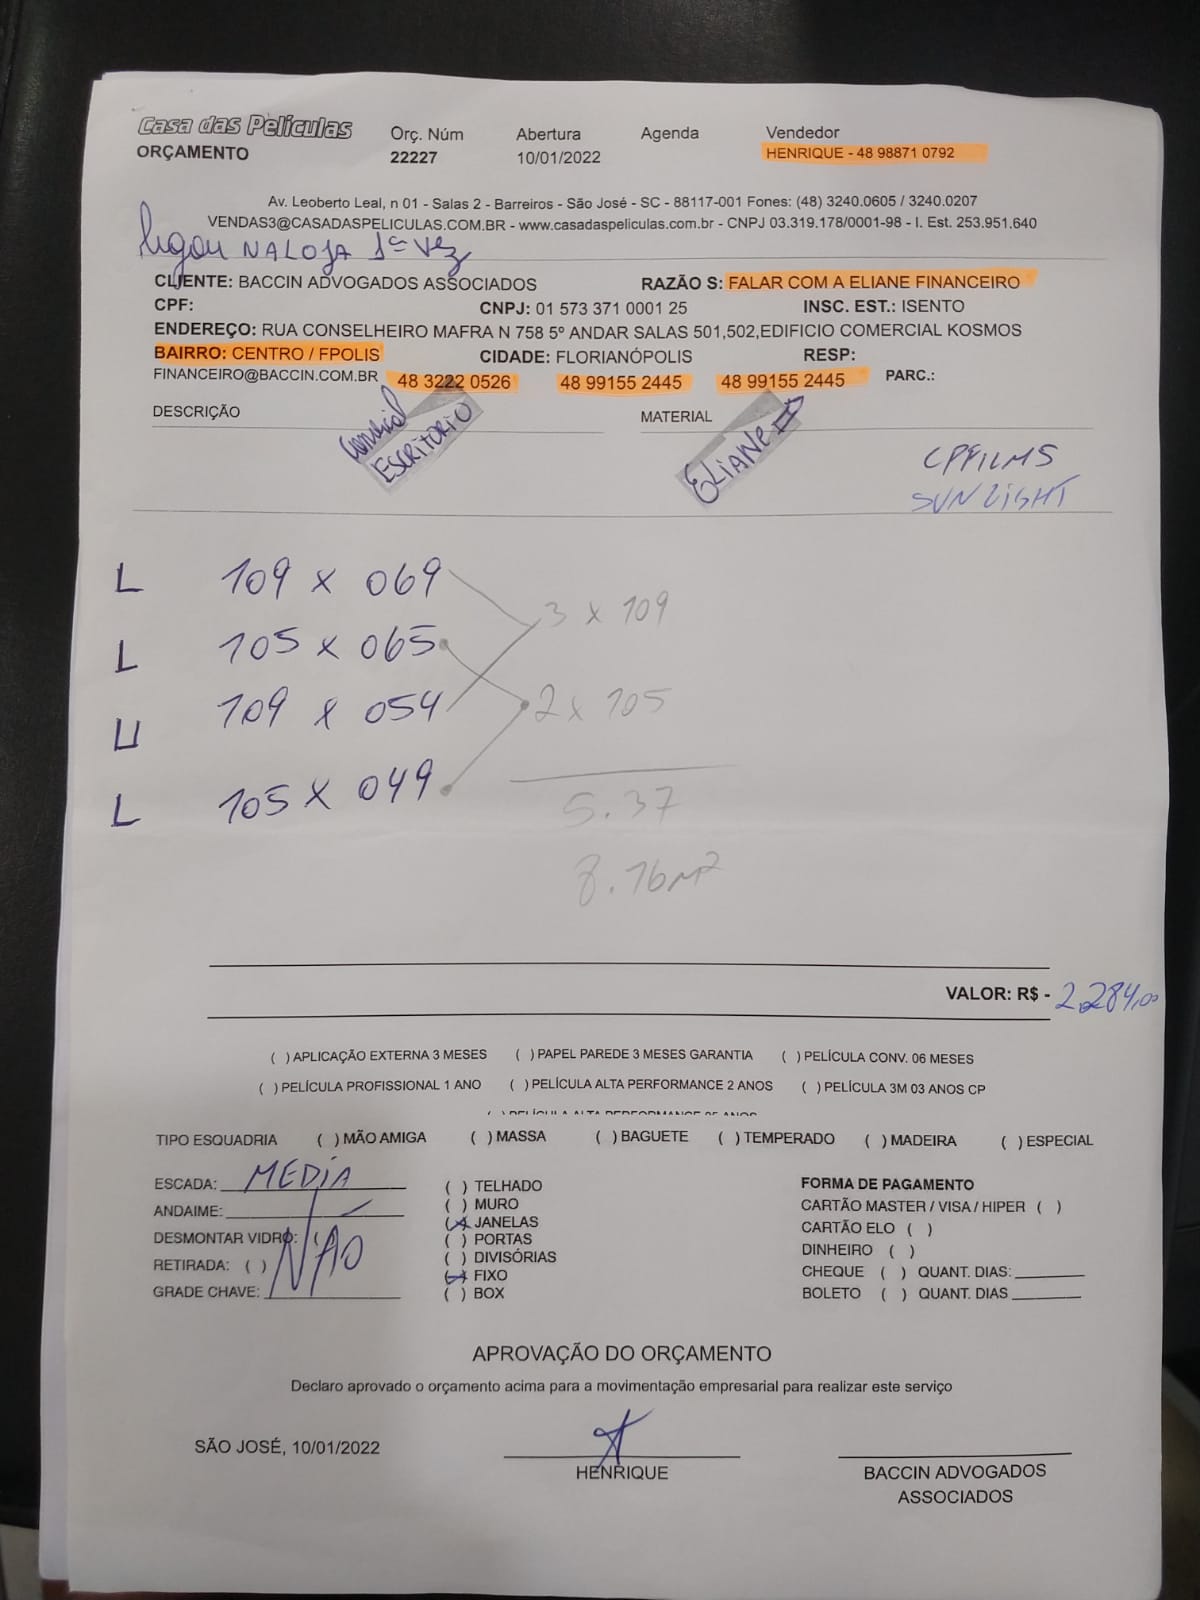 Casa das Películas
ORÇAMENTO
Orç. Núm
22227
Abertura
10/01/2022
Agenda
Vendedor
HENRIQUE - 48 98871 0792
Av. Leoberto Leal, n 01 - Salas 2 - Barreiros - São José - SC - 88117-001 Fones: (48) 3240.0605 / 3240.0207
VENDAS3@CASADASPELICULAS.COM.BR - www.casadaspeliculas.com.br - CNPJ 03.319.178/0001-98 - I. Est. 253.951.640
Ligou NA LOJA 1ª Vez
CLIENTE: BACCIN ADVOGADOS ASSOCIADOS RAZÃO S: FALAR COM A ELIANE FINANCEIRO
CPF: CNPJ: 01 573 371 0001 25 INSC. EST.: ISENTO
ENDEREÇO: RUA CONSELHEIRO MAFRA N 758 5º ANDAR SALAS 501,502,EDIFICIO COMERCIAL KOSMOS
BAIRRO: CENTRO / FPOLIS CIDADE: FLORIANÓPOLIS RESP:
FINANCEIRO@BACCIN.COM.BR 48 3222 0526 48 99155 2445 48 99155 2445 PARC.:
DESCRIÇÃO MATERIAL
Comercial
ESCRITORIO
ELIANE
CPFILMS
SUNLIGHT
L 109 x 069
3 x 109
L 105 x 065
109 x 054
2 x 105
L 105 x 049
5.37
8.76m²
VALOR: R$ - 2.284,00
( ) APLICAÇÃO EXTERNA 3 MESES ( ) PAPEL PAREDE 3 MESES GARANTIA ( ) PELÍCULA CONV. 06 MESES
( ) PELÍCULA PROFISSIONAL 1 ANO ( ) PELÍCULA ALTA PERFORMANCE 2 ANOS ( ) PELÍCULA 3M 03 ANOS CP
( ) PELÍCULA ALTA PERFORMANCE 05 ANOS
TIPO ESQUADRIA ( ) MÃO AMIGA ( ) MASSA ( ) BAGUETE ( ) TEMPERADO ( ) MADEIRA ( ) ESPECIAL
ESCADA: MEDIA
ANDAIME:
DESMONTAR VIDRO: (
RETIRADA: ( ) NÃO
GRADE CHAVE:
( ) TELHADO
( ) MURO
(x) JANELAS
( ) PORTAS
( ) DIVISÓRIAS
(x) FIXO
( ) BOX
FORMA DE PAGAMENTO
CARTÃO MASTER / VISA / HIPER ( )
CARTÃO ELO ( )
DINHEIRO ( )
CHEQUE ( ) QUANT. DIAS:
BOLETO ( ) QUANT. DIAS
APROVAÇÃO DO ORÇAMENTO
Declaro aprovado o orçamento acima para a movimentação empresarial para realizar este serviço
SÃO JOSÉ, 10/01/2022
HENRIQUE
BACCIN ADVOGADOS
ASSOCIADOS